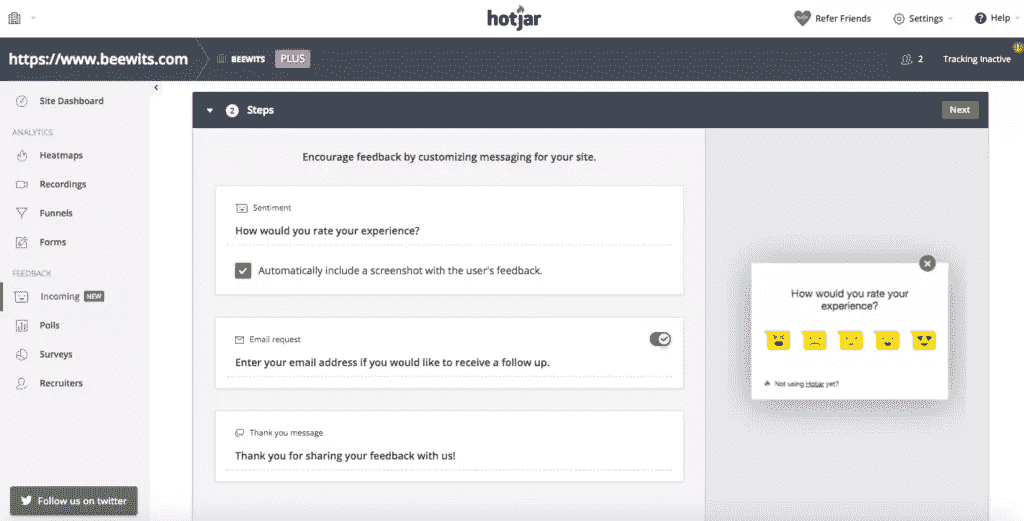 hotjar
Refer Friends
Settings
Help
https://www.beewits.com
BEEWITS
PLUS
2
Tracking Inactive
Site Dashboard
ANALYTICS
Heatmaps
Recordings
Funnels
Forms
FEEDBACK
Incoming NEW
Polls
Surveys
Recruiters
Follow us on twitter
2 Steps
Next
Encourage feedback by customizing messaging for your site.
Sentiment
How would you rate your experience?
Automatically include a screenshot with the user's feedback.
Email request
Enter your email address if you would like to receive a follow up.
Thank you message
Thank you for sharing your feedback with us!
How would you rate your
experience?
Not using Hotjar yet?